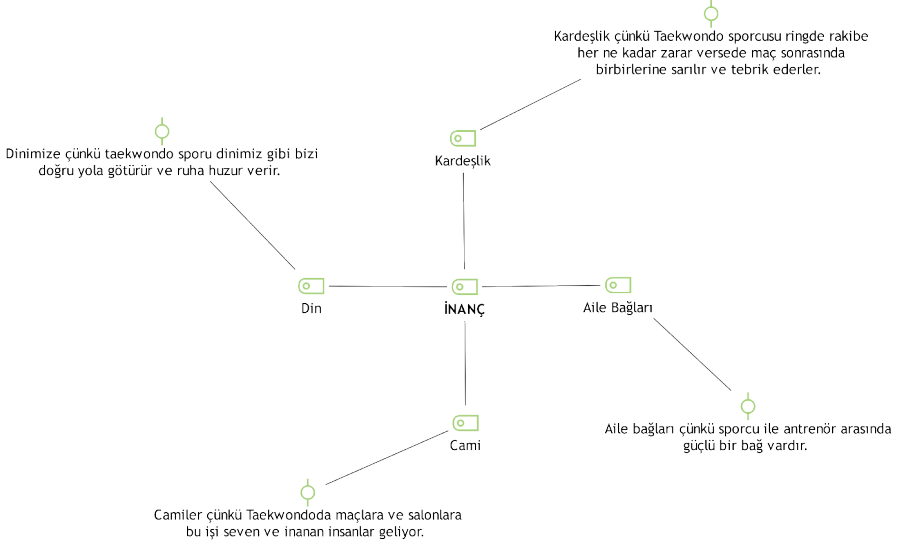 Kardeşlik çünkü Taekwondo sporcusu ringde rakibe
her ne kadar zarar versede maç sonrasında
birbirlerine sarılır ve tebrik ederler.
Dinimize çünkü taekwondo sporu dinimiz gibi bizi
doğru yola götürür ve ruha huzur verir.
Kardeşlik
Din
İNANÇ
Aile Bağları
Cami
Aile bağları çünkü sporcu ile antrenör arasında
güçlü bir bağ vardır.
Camiler çünkü Taekwondoda maçlara ve salonlara
bu işi seven ve inanan insanlar geliyor.